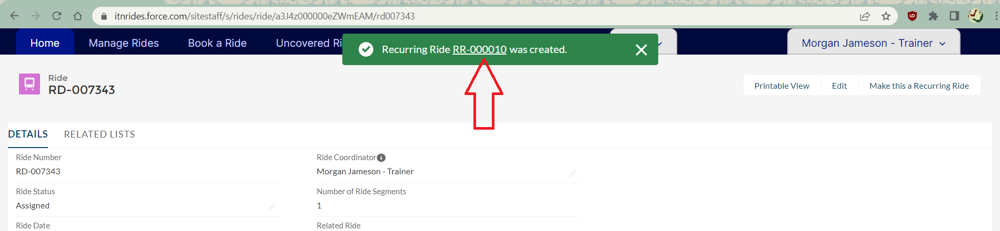 itnrides.force.com/sitestaff/s/rides/ride/a3J4z000000eZWmEAM/rd007343
Home Manage Rides Book a Ride Uncovered Ri Morgan Jameson - Trainer
Recurring Ride RR-000010 was created.
Ride
RD-007343
Printable View Edit Make this a Recurring Ride
DETAILS RELATED LISTS
Ride Number
RD-007343
Ride Coordinator
Morgan Jameson - Trainer
Ride Status
Assigned
Number of Ride Segments
1
Ride Date
Related Ride